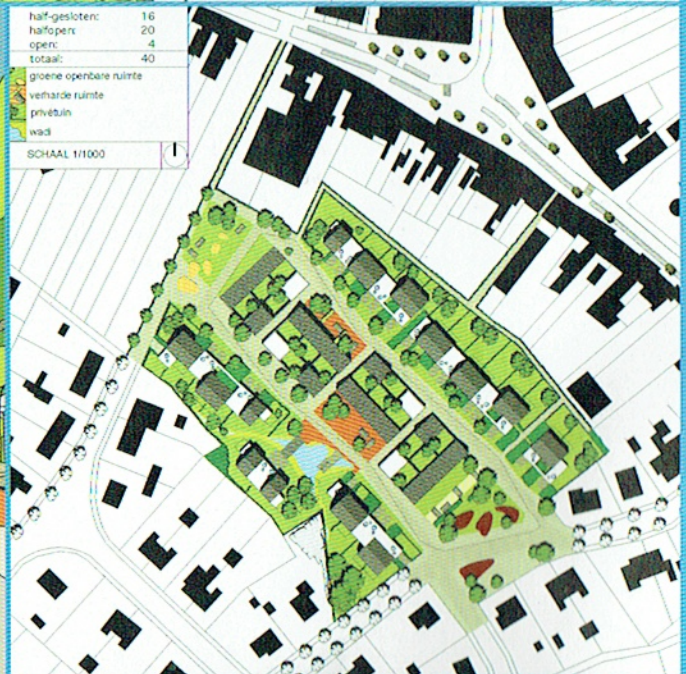 half-gesloten: 16
halfopen: 20
open: 4
totaal: 40
groene openbare ruimte
verharde ruimte
privétuin
wadi
SCHAAL 1/1000